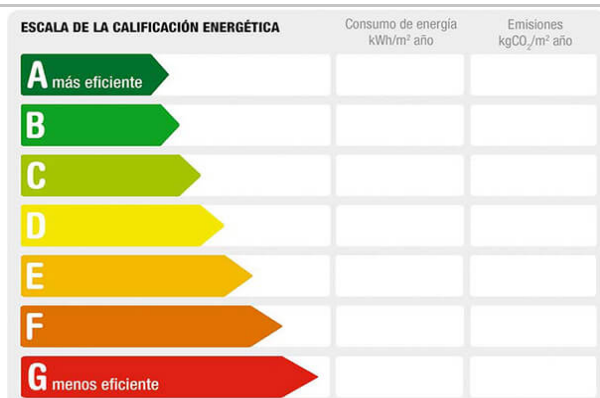 ESCALA DE LA CALIFICACIÓN ENERGÉTICA
Consumo de energía
kWh/m² año
Emisiones
kgCO₂/m² año
A más eficiente
B
C
D
E
F
G menos eficiente